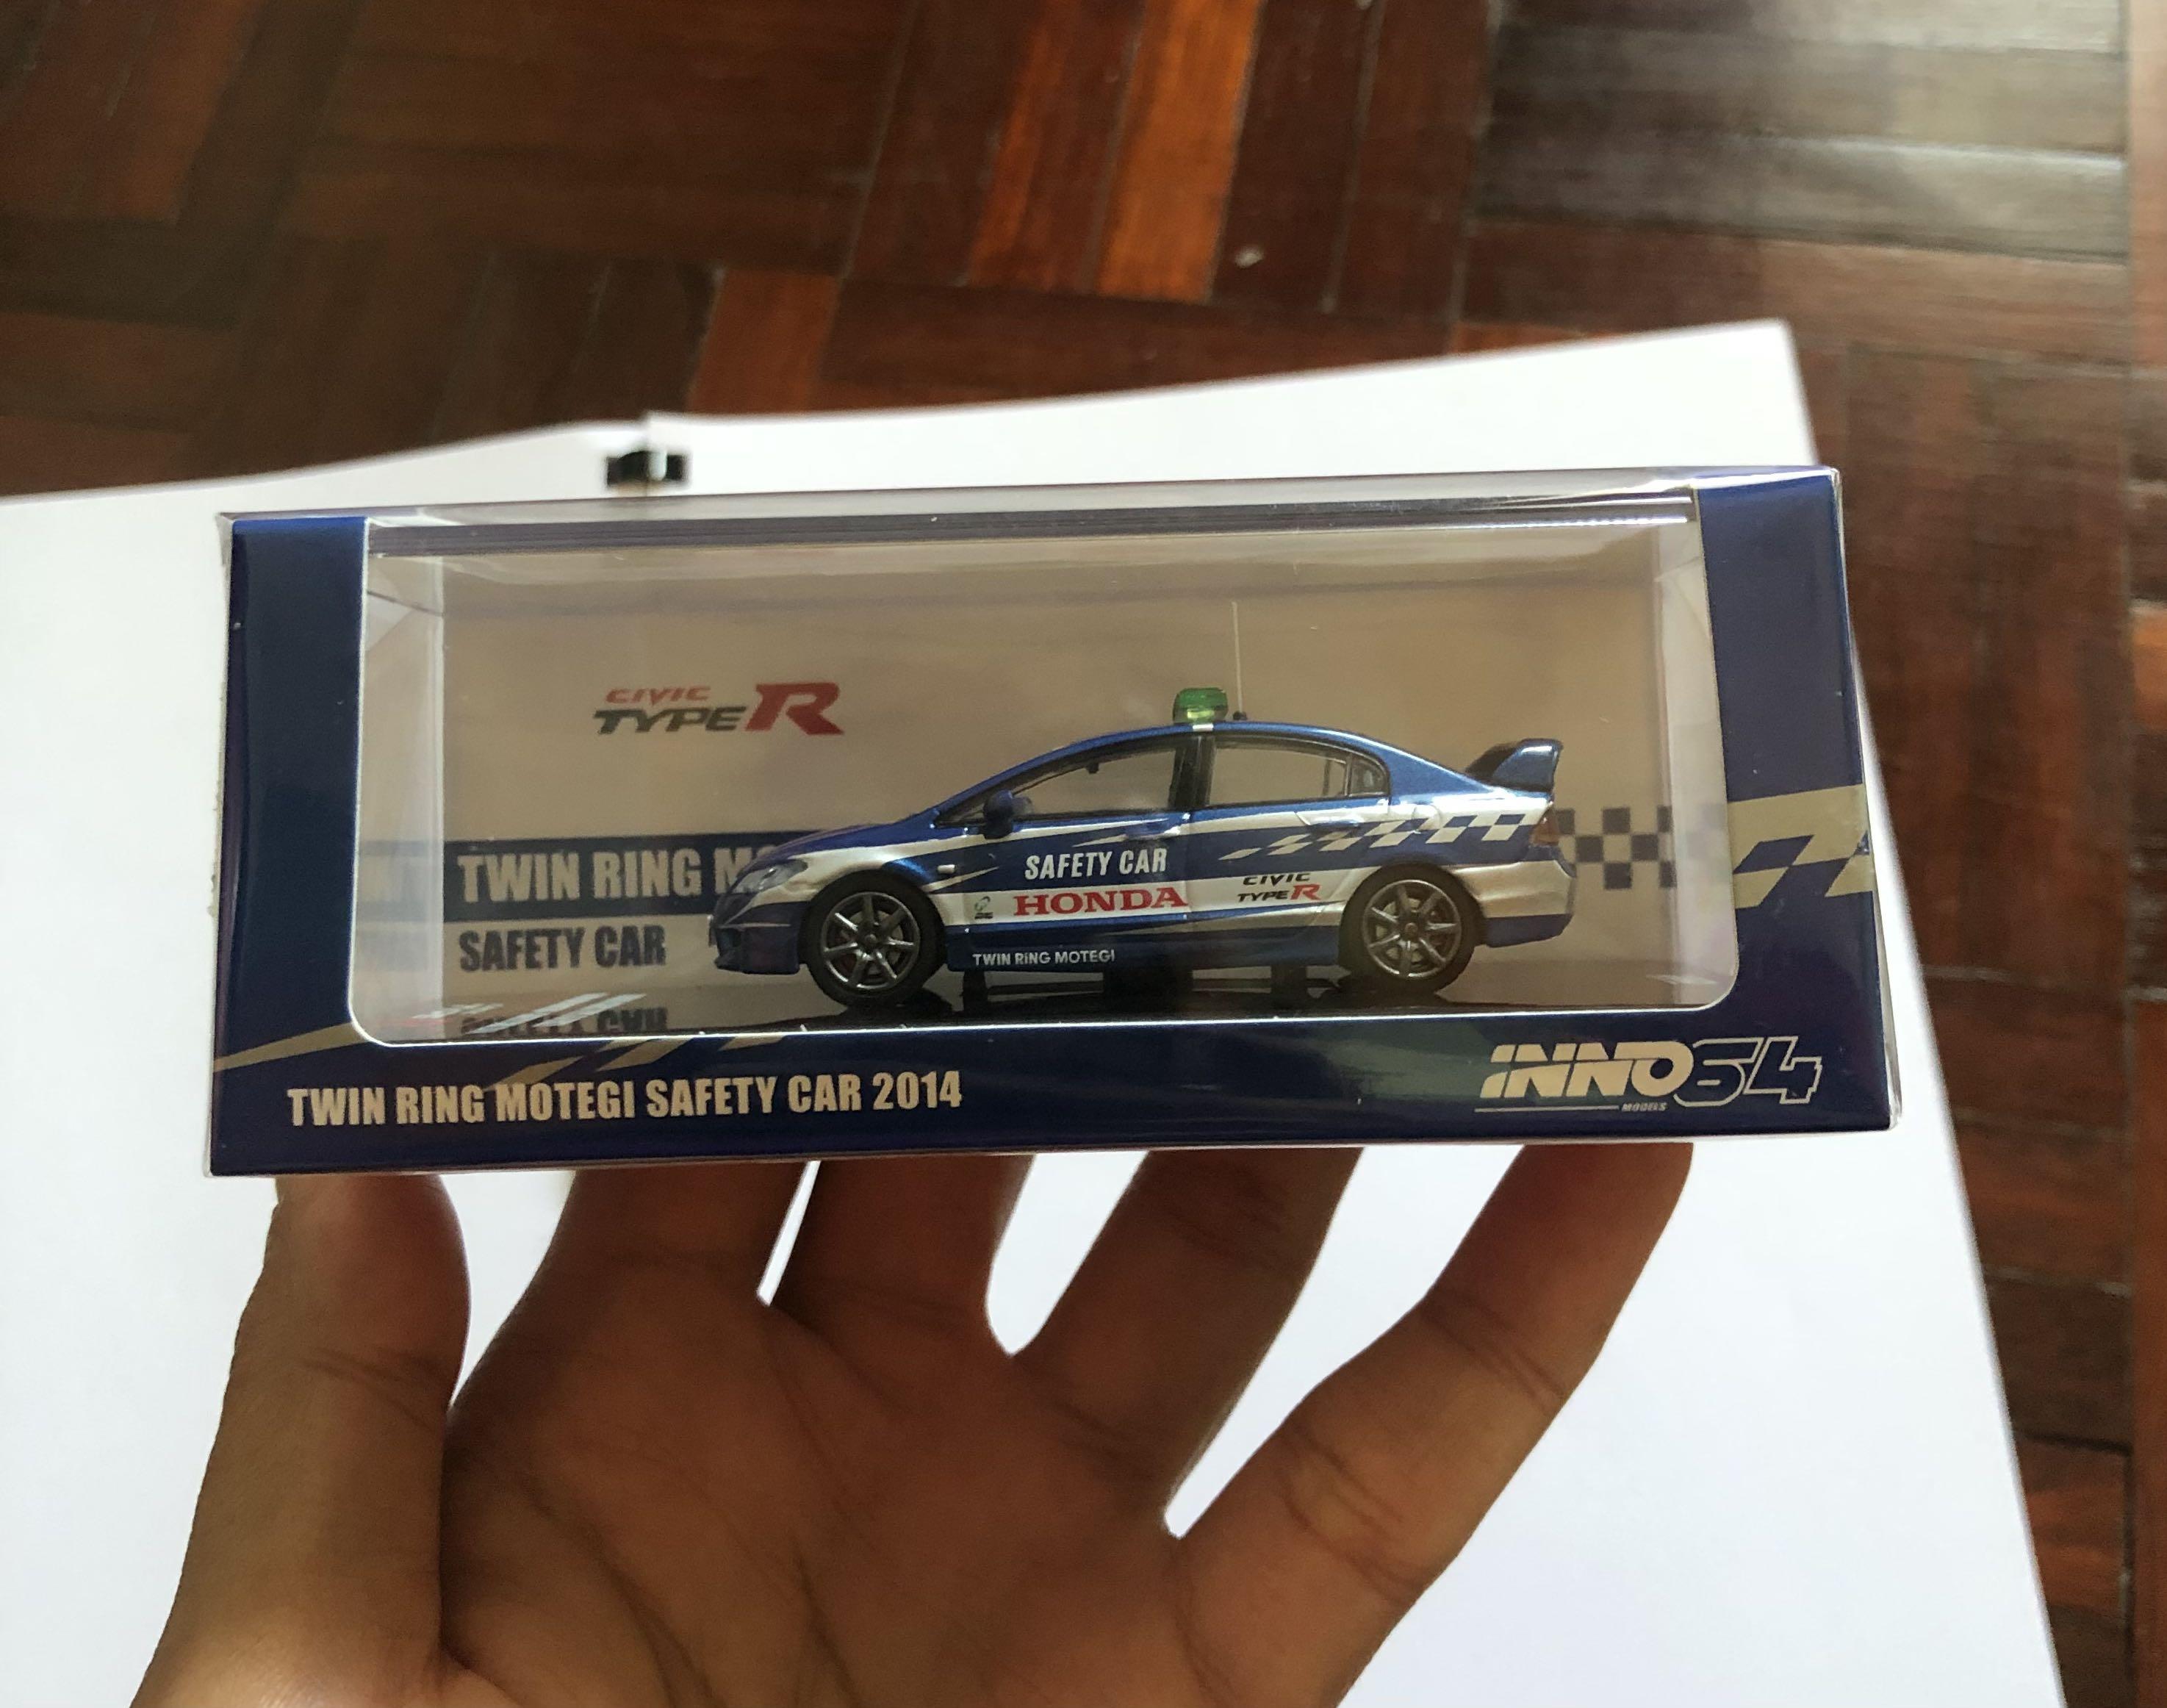 CIVIC
TYPE R
TWIN RING
SAFETY CAR
SAFETY CAR
HONDA
CIVIC
TYPE R
TWIN RING MOTEGI
TWIN RING MOTEGI SAFETY CAR 2014
INNO64
MODELS